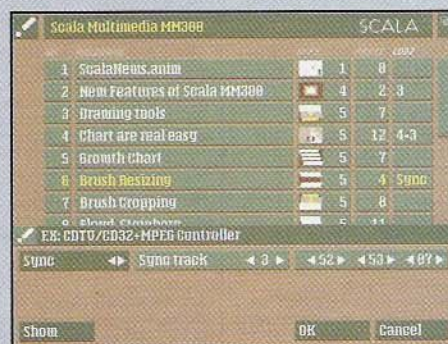 Scala Multimedia MM300 SCALA
1 ScalaNews.anim 1 0
2 New Features of Scala MM300 4 2 3
3 Drawing tools 5 7
4 Chart are real easy 5 12 4-3
5 Growth Chart 5 7
6 Brush Resizing 5 4 Sync
7 Brush Cropping 5 8
EX: CDTV/CD32+MPEG Controller
Sync Sync track 3 52 53 07
Show OK Cancel